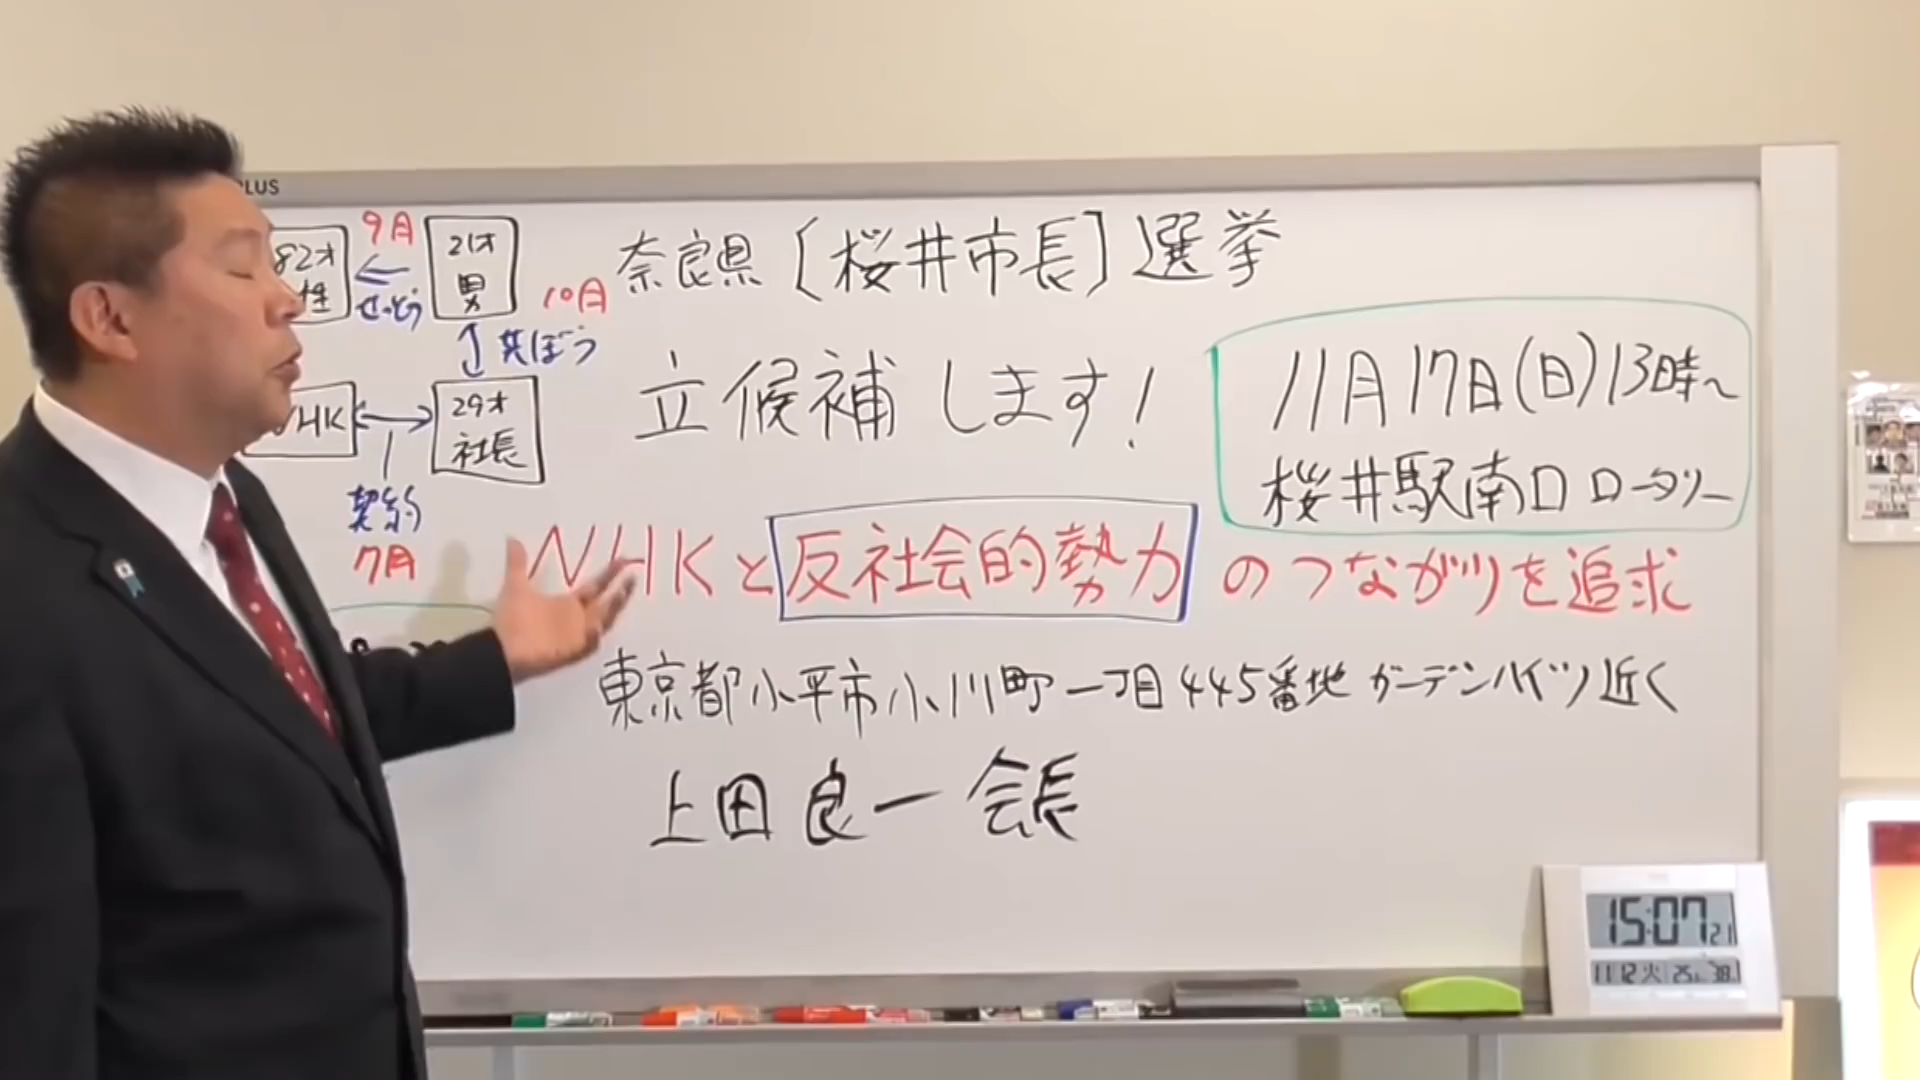 PLUS
82才
性
9月
せっとう
21才
男
10月
共ぼう
NHK
29才
社長
契約
7月
奈良県[桜井市長]選挙
立候補します!
11月17日(日)13時〜
桜井駅南口ロータリー
NHKと反社会的勢力のつながりを追求
東京都小平市小川町一丁目445番地 ガーデンハイツ近く
上田良一会長
15:07 21
11 12 火 25